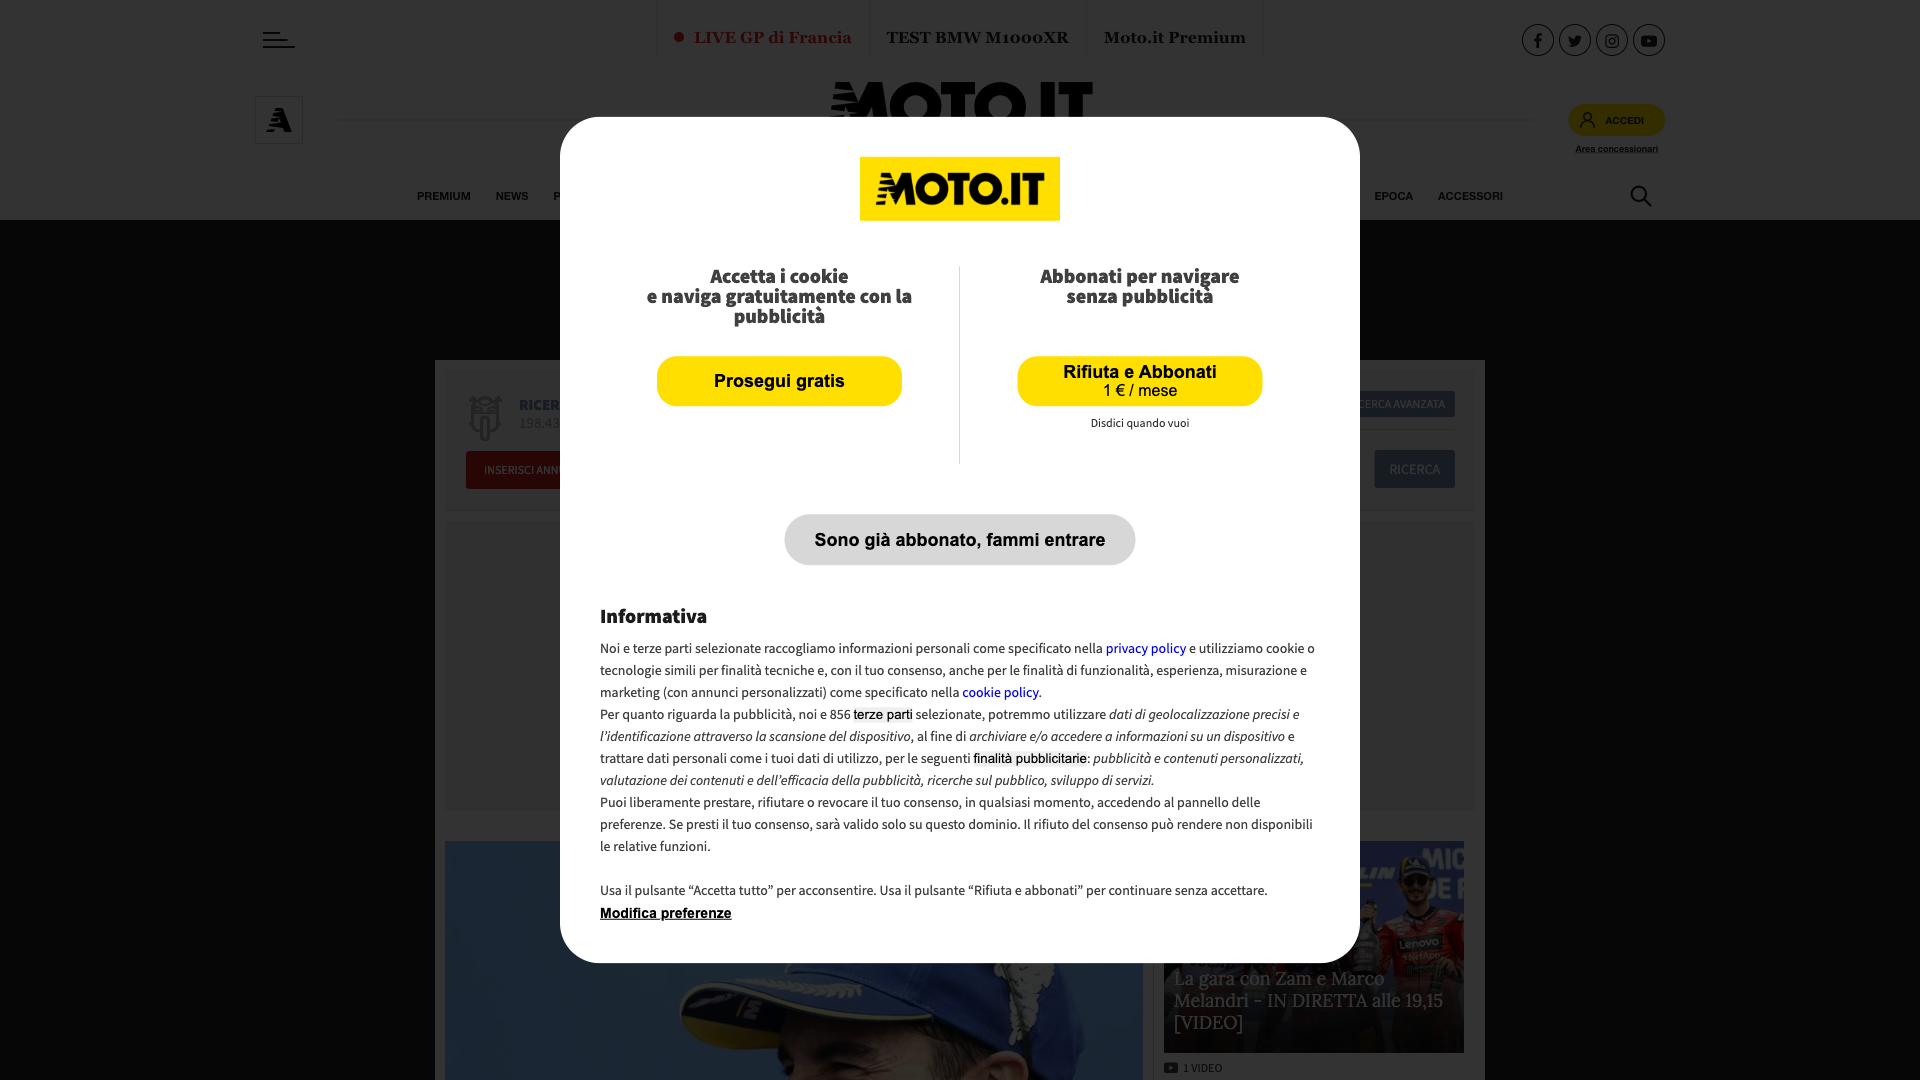 LIVE GP di Francia
TEST BMW M1000XR
Moto.it Premium
MOTO.IT
ACCEDI
Area concessionari
PREMIUM
NEWS
P
EPOCA
ACCESSORI
MOTO.IT
Accetta i cookie
e naviga gratuitamente con la
pubblicità
Prosegui gratis
Abbonati per navigare
senza pubblicità
Rifiuta e Abbonati
1 € / mese
Disdici quando vuoi
RICER
198.43
INSERISCI ANN
CERCA AVANZATA
RICERCA
Sono già abbonato, fammi entrare
Informativa
Noi e terze parti selezionate raccogliamo informazioni personali come specificato nella privacy policy e utilizziamo cookie o
tecnologie simili per finalità tecniche e, con il tuo consenso, anche per le finalità di funzionalità, esperienza, misurazione e
marketing (con annunci personalizzati) come specificato nella cookie policy.
Per quanto riguarda la pubblicità, noi e 856 terze parti selezionate, potremmo utilizzare dati di geolocalizzazione precisi e
l’identificazione attraverso la scansione del dispositivo, al fine di archiviare e/o accedere a informazioni su un dispositivo e
trattare dati personali come i tuoi dati di utilizzo, per le seguenti finalità pubblicitarie: pubblicità e contenuti personalizzati,
valutazione dei contenuti e dell’efficacia della pubblicità, ricerche sul pubblico, sviluppo di servizi.
Puoi liberamente prestare, rifiutare o revocare il tuo consenso, in qualsiasi momento, accedendo al pannello delle
preferenze. Se presti il tuo consenso, sarà valido solo su questo dominio. Il rifiuto del consenso può rendere non disponibili
le relative funzioni.
Usa il pulsante “Accetta tutto” per acconsentire. Usa il pulsante “Rifiuta e abbonati” per continuare senza accettare.
Modifica preferenze
Lenovo
La gara con Zam e Marco
Melandri - IN DIRETTA alle 19,15
[VIDEO]
1 VIDEO